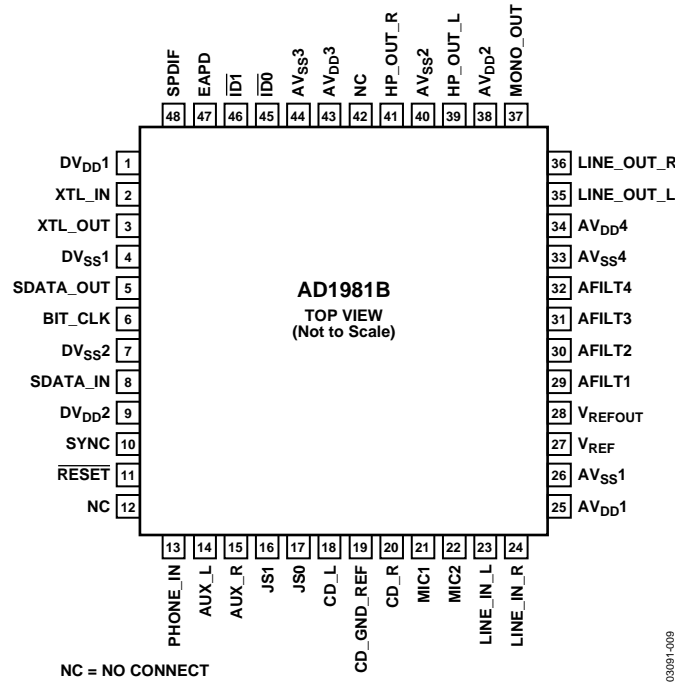 SPDIF
EAPD
ID1
ID0
AVSS3
AVDD3
NC
HP_OUT_R
AVSS2
HP_OUT_L
AVDD2
MONO_OUT
48 47 46 45 44 43 42 41 40 39 38 37
DVDD1 1
XTL_IN 2
XTL_OUT 3
DVSS1 4
SDATA_OUT 5
BIT_CLK 6
DVSS2 7
SDATA_IN 8
DVDD2 9
SYNC 10
RESET 11
NC 12
AD1981B
TOP VIEW
(Not to Scale)
36 LINE_OUT_R
35 LINE_OUT_L
34 AVDD4
33 AVSS4
32 AFILT4
31 AFILT3
30 AFILT2
29 AFILT1
28 VREFOUT
27 VREF
26 AVSS1
25 AVDD1
13 14 15 16 17 18 19 20 21 22 23 24
PHONE_IN
AUX_L
AUX_R
JS1
JS0
CD_L
CD_GND_REF
CD_R
MIC1
MIC2
LINE_IN_L
LINE_IN_R
NC = NO CONNECT
03091-009